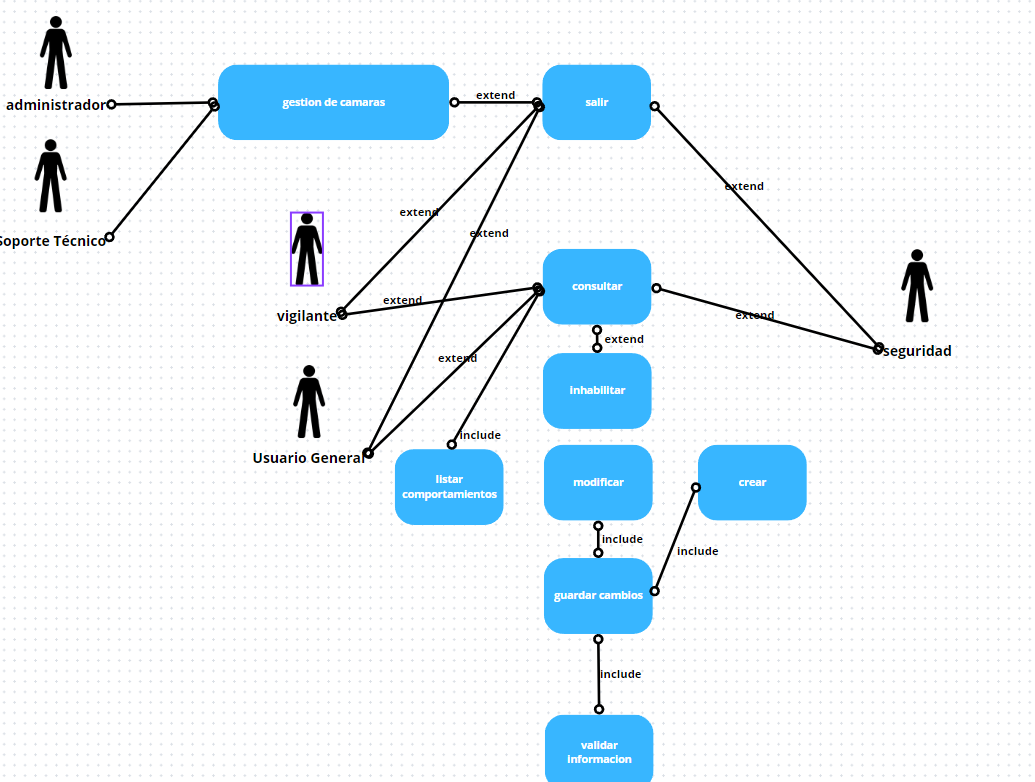 administrador
gestion de camaras
extend
salir
extend
Soporte Técnico
extend
extend
vigilante
extend
consultar
extend
seguridad
extend
extend
inhabilitar
Usuario General
include
listar
comportamientos
modificar
crear
include
include
guardar cambios
include
validar
informacion